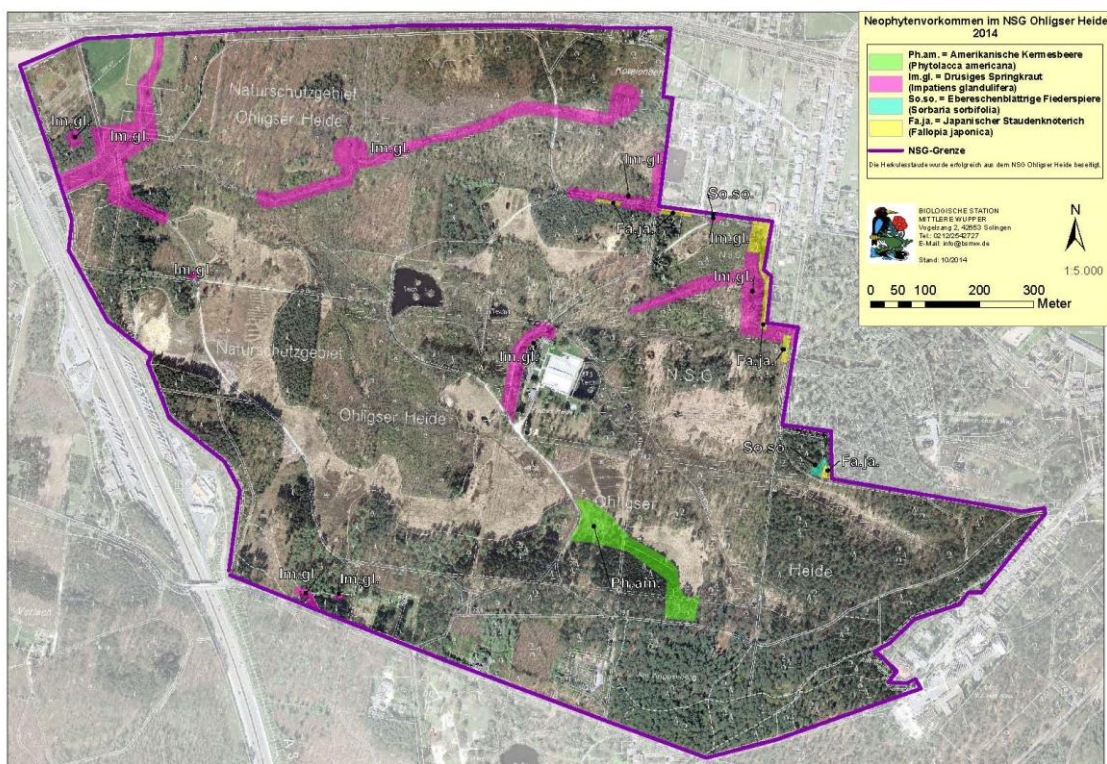 Neophytenvorkommen im NSG Ohligser Heide
2014
Ph.am. = Amerikanische Kermesbeere
(Phytolacca americana)
Im.gl. = Drüsiges Springkraut
(Impatiens glandulifera)
So.so. = Ebereschenblättrige Fiederspiere
(Sorbaria sorbifolia)
Fa.ja. = Japanischer Staudenknöterich
(Fallopia japonica)
NSG-Grenze
Die Herkulesstaude wurde erfolgreich aus dem NSG Ohligser Heide beseitigt.
BIOLOGISCHE STATION
MITTLERE WUPPER
Vogelsang 2, 42653 Solingen
Tel.: 0212/2542727
E-Mail: info@bsmw.de
Stand: 10/2014
N
1:5.000
0 50 100 200 300
Meter
Naturschutzgebiet
Ohligser Heide
Im.gl.
Im.gl.
Im.gl.
Im.gl.
So.so.
Fa.ja.
Im.gl.
Im.gl.
Im.gl.
Im.gl.
Fa.ja.
Naturschutzgebiet
N.S.G
Ohligser Heide
So.so.
Fa.ja.
Ohligser
Heide
Ph.am.
Im.gl.
Im.gl.